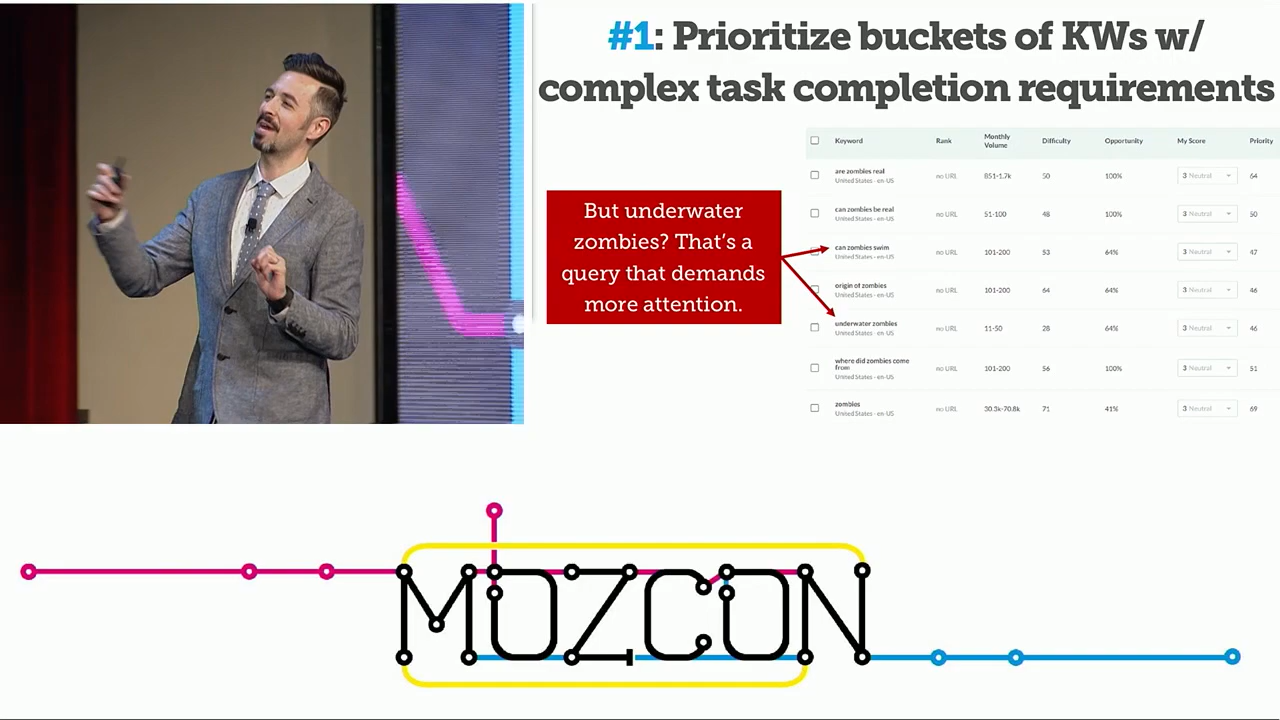 #1: Prioritize buckets of KWs w/
complex task completion requirements
But underwater
zombies? That's a
query that demands
more attention.
Keyword Rank Monthly Volume Difficulty Opportunity My Score Priority
are zombies real no URL 851-1.7k 50 100% 3 Neutral 64
United States - en-US
can zombies be real no URL 51-100 48 100% 3 Neutral 50
United States - en-US
can zombies swim no URL 101-200 53 64% 3 Neutral 47
United States - en-US
origin of zombies no URL 101-200 64 64% 3 Neutral 46
United States - en-US
underwater zombies no URL 11-50 28 64% 3 Neutral 46
United States - en-US
where did zombies come
from no URL 101-200 56 100% 3 Neutral 51
United States - en-US
zombies no URL 30.3k-70.8k 71 41% 3 Neutral 69
United States - en-US
MOZCON